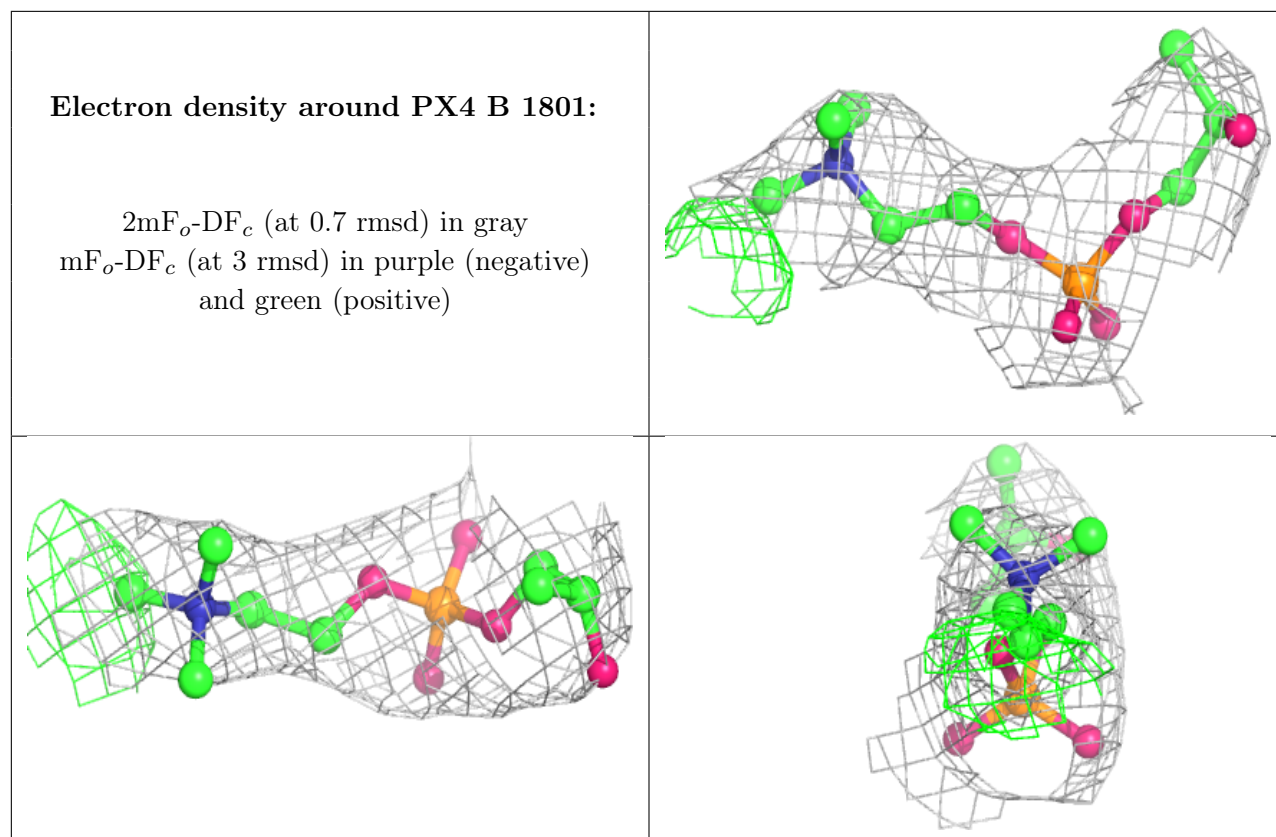 Electron density around PX4 B 1801:
2mFo-DFc (at 0.7 rmsd) in gray
mFo-DFc (at 3 rmsd) in purple (negative)
and green (positive)